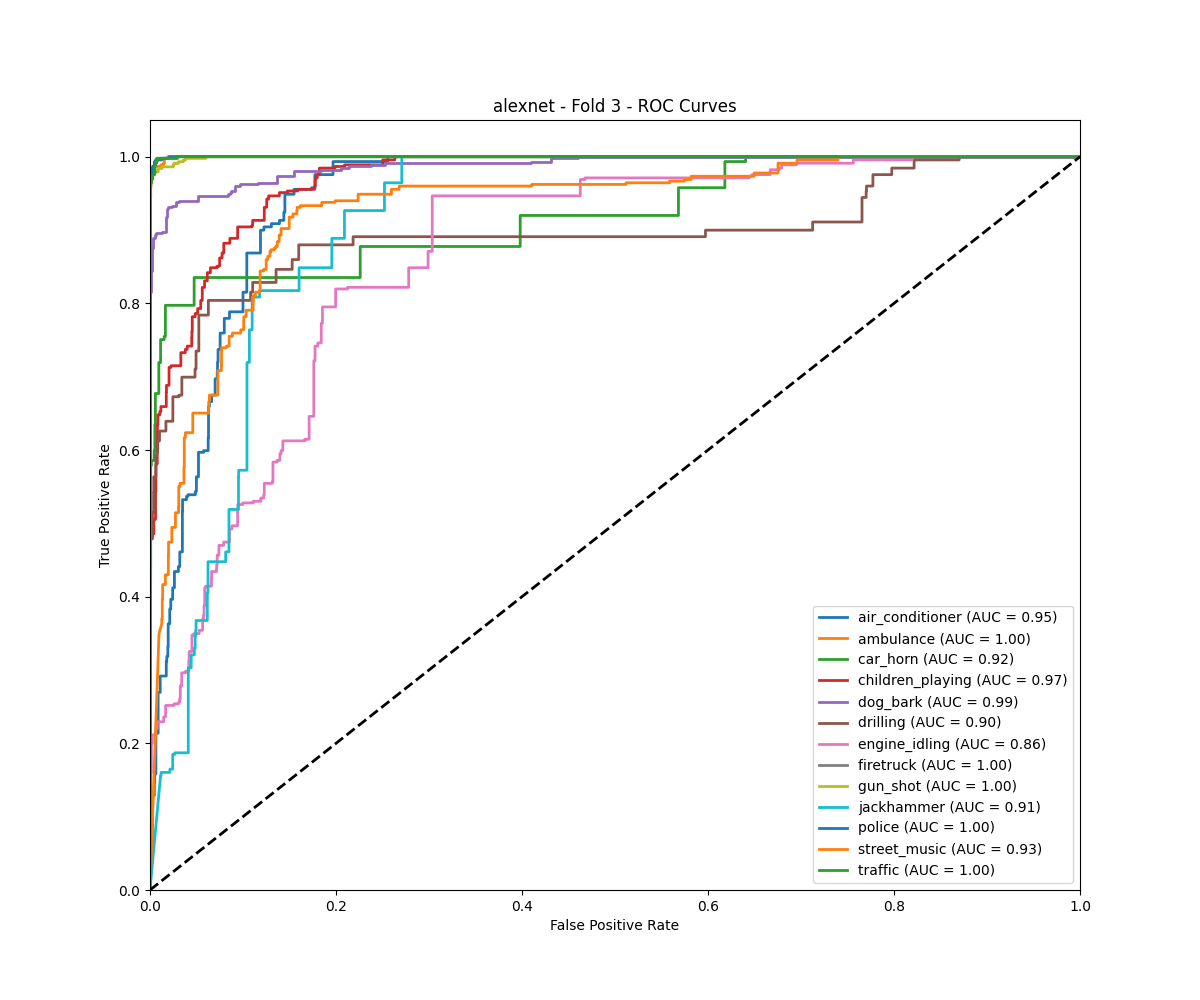 alexnet - Fold 3 - ROC Curves
1.0
0.8
0.6
0.4
0.2
0.0
True Positive Rate
0.0 0.2 0.4 0.6 0.8 1.0
False Positive Rate
air_conditioner (AUC = 0.95)
ambulance (AUC = 1.00)
car_horn (AUC = 0.92)
children_playing (AUC = 0.97)
dog_bark (AUC = 0.99)
drilling (AUC = 0.90)
engine_idling (AUC = 0.86)
firetruck (AUC = 1.00)
gun_shot (AUC = 1.00)
jackhammer (AUC = 0.91)
police (AUC = 1.00)
street_music (AUC = 0.93)
traffic (AUC = 1.00)